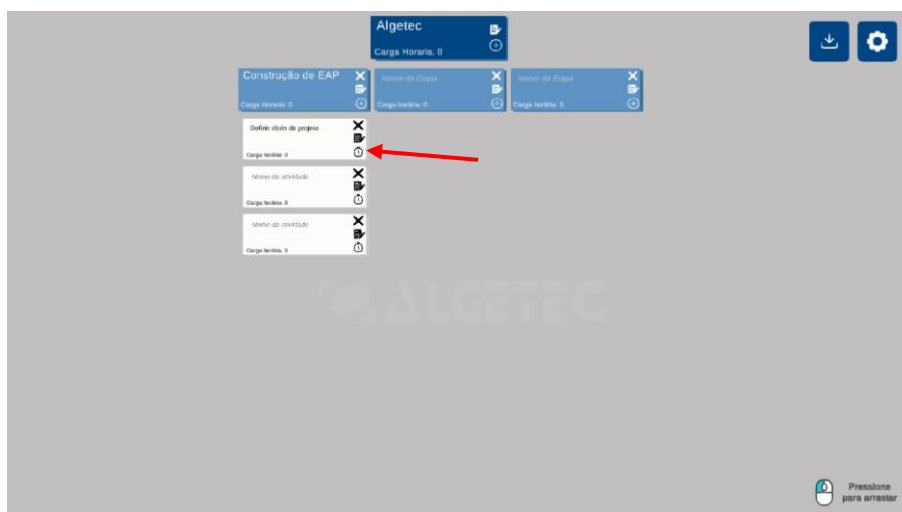 Algetec
Carga Horaria: 0
Construção de EAP
Carga Horaria: 0
Nome da Etapa
Carga horária: 0
Nome da Etapa
Carga horária: 0
Definir título do projeto
Carga horária: 0
Nome da atividade
Carga horária: 0
Nome da atividade
Carga horária: 0
ALGETEC
Pressione
para arrastar